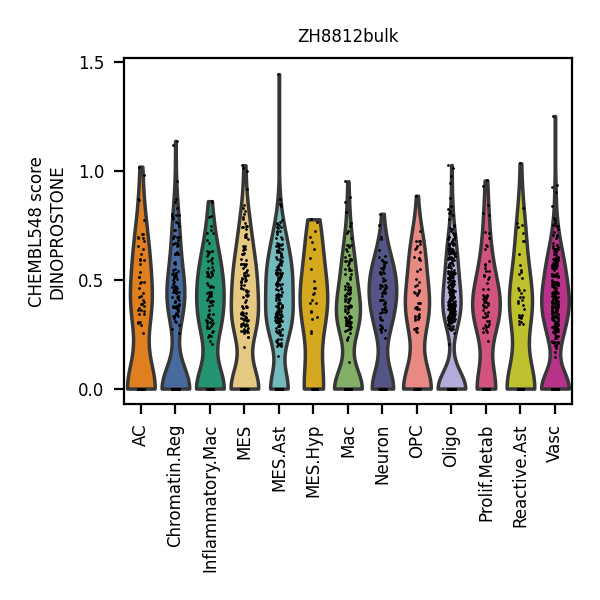 ZH8812bulk
CHEMBL548 score
DINOPROSTONE
1.5
1.0
0.5
0.0
AC
Chromatin.Reg
Inflammatory.Mac
MES
MES.Ast
MES.Hyp
Mac
Neuron
OPC
Oligo
Prolif.Metab
Reactive.Ast
Vasc